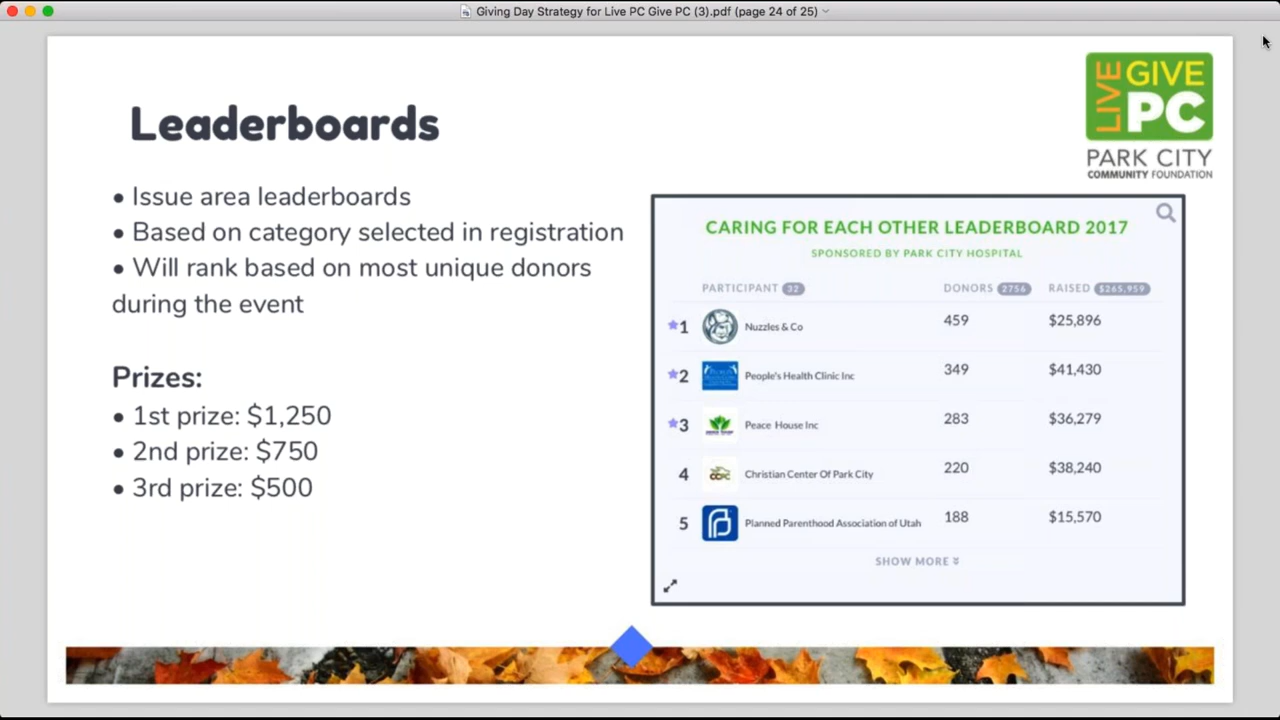 Giving Day Strategy for Live PC Give PC (3).pdf (page 24 of 25)
LIVE GIVE PC
PARK CITY
COMMUNITY FOUNDATION
Leaderboards
• Issue area leaderboards
• Based on category selected in registration
• Will rank based on most unique donors
during the event
Prizes:
• 1st prize: $1,250
• 2nd prize: $750
• 3rd prize: $500
CARING FOR EACH OTHER LEADERBOARD 2017
SPONSORED BY PARK CITY HOSPITAL
PARTICIPANT 32 DONORS 2756 RAISED $265,959
1 Nuzzles & Co 459 $25,896
2 People's Health Clinic Inc 349 $41,430
3 Peace House Inc 283 $36,279
4 CCPC Christian Center Of Park City 220 $38,240
5 Planned Parenthood Association of Utah 188 $15,570
SHOW MORE